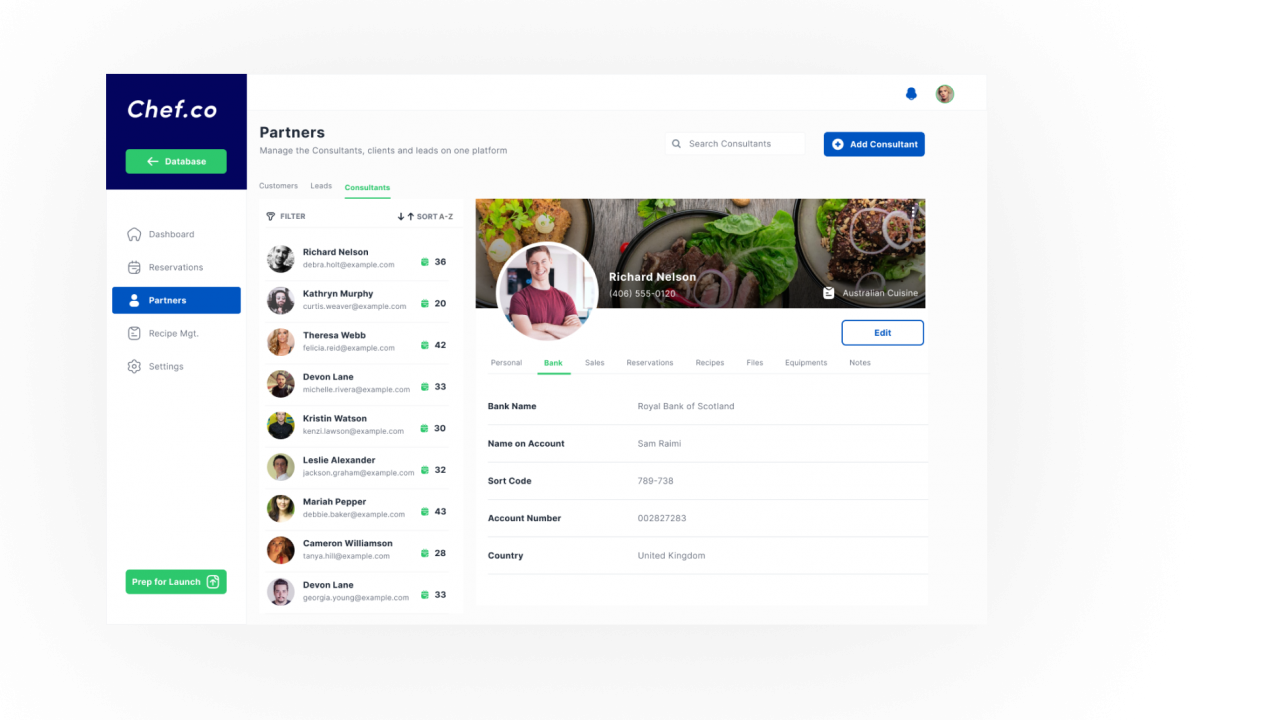 Chef.co
Database
Dashboard
Reservations
Partners
Recipe Mgt.
Settings
Prep for Launch
Partners
Manage the Consultants, clients and leads on one platform
Search Consultants
Add Consultant
Customers Leads Consultants
FILTER SORT A-Z
Richard Nelson
debra.holt@example.com 36
Kathryn Murphy
curtis.weaver@example.com 20
Theresa Webb
felicia.reid@example.com 42
Devon Lane
michelle.rivera@example.com 33
Kristin Watson
kenzi.lawson@example.com 30
Leslie Alexander
jackson.graham@example.com 32
Mariah Pepper
debbie.baker@example.com 43
Cameron Williamson
tanya.hill@example.com 28
Devon Lane
georgia.young@example.com 33
Richard Nelson
(406) 555-0120
Australian Cuisine
Edit
Personal Bank Sales Reservations Recipes Files Equipments Notes
Bank Name Royal Bank of Scotland
Name on Account Sam Raimi
Sort Code 789-738
Account Number 002827283
Country United Kingdom